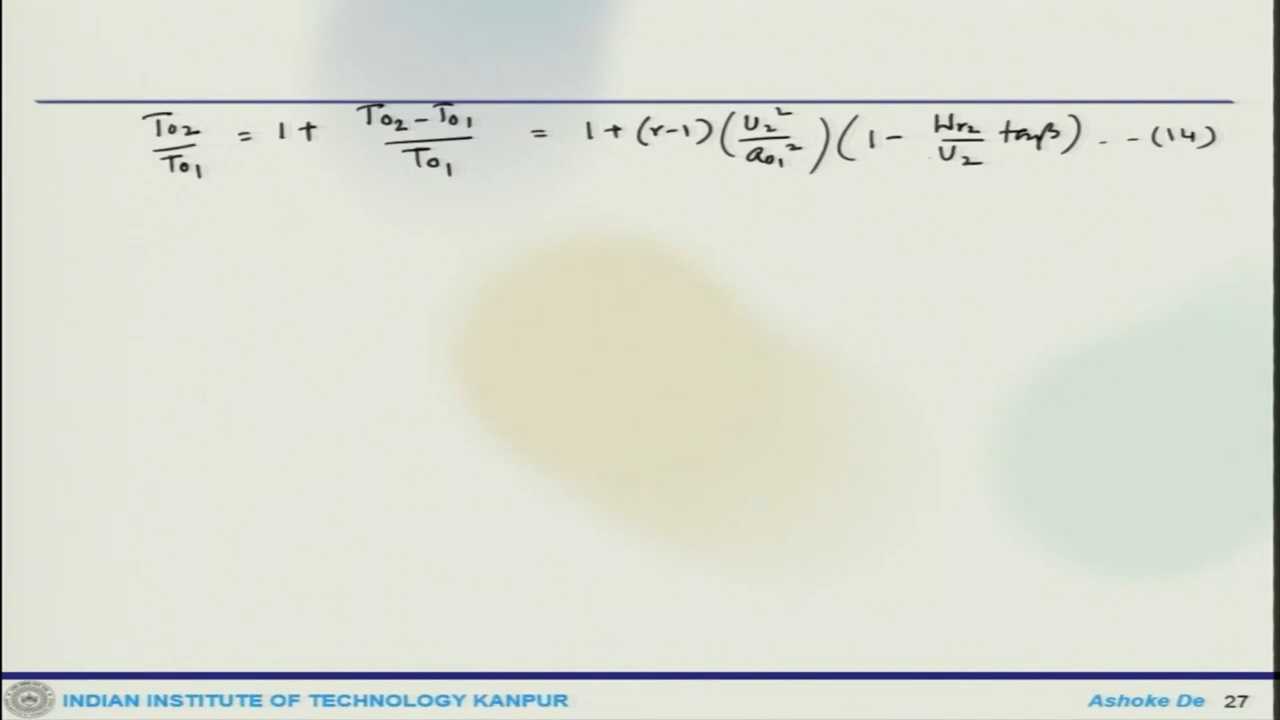 T₀₂/T₀₁ = 1 + (T₀₂ - T₀₁)/T₀₁ = 1 + (r-1)(U₂²/a₀₁²)(1 - Wr₂/U₂ tanβ) - - (14)
INDIAN INSTITUTE OF TECHNOLOGY KANPUR Ashoke De 27